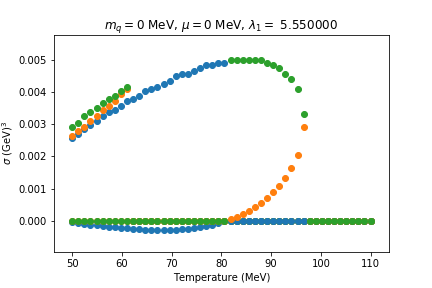 $m_q = 0$ MeV, $\mu = 0$ MeV, $\lambda_1 =$ 5.550000
σ (GeV)³
0.005
0.004
0.003
0.002
0.001
0.000
50 60 70 80 90 100 110
Temperature (MeV)